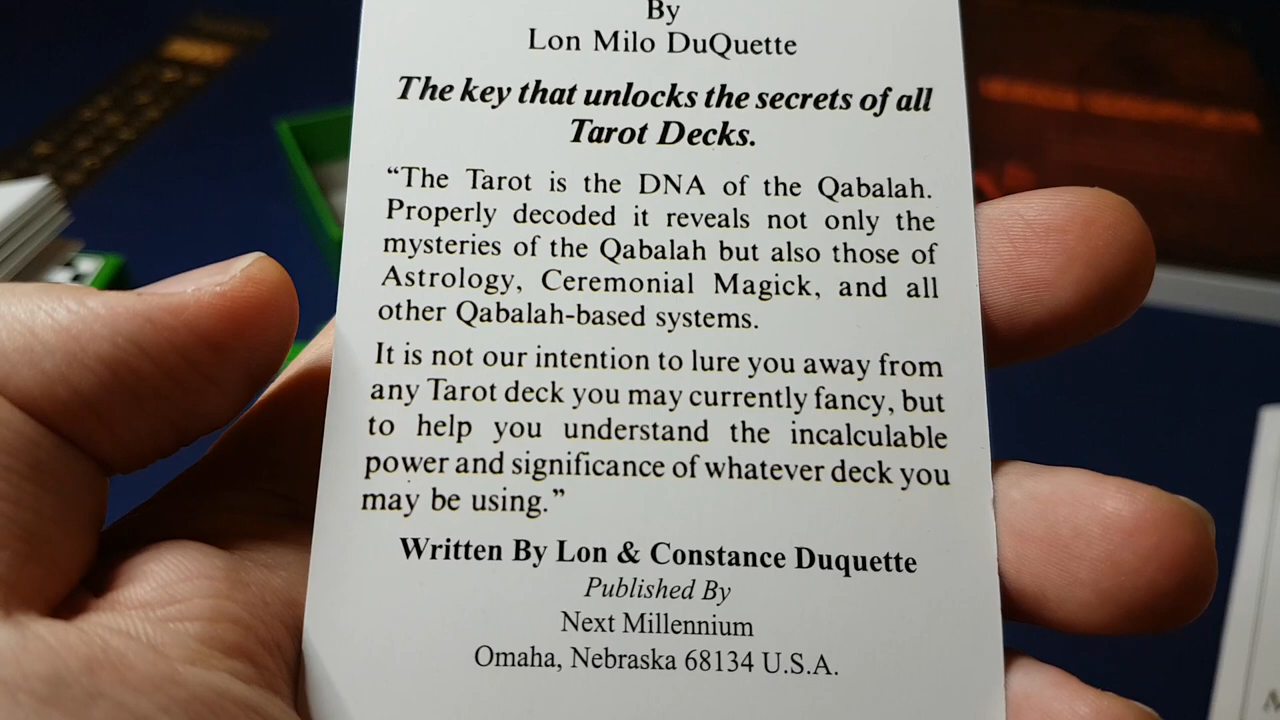 By
Lon Milo DuQuette
The key that unlocks the secrets of all
Tarot Decks.
“The Tarot is the DNA of the Qabalah.
Properly decoded it reveals not only the
mysteries of the Qabalah but also those of
Astrology, Ceremonial Magick, and all
other Qabalah-based systems.
It is not our intention to lure you away from
any Tarot deck you may currently fancy, but
to help you understand the incalculable
power and significance of whatever deck you
may be using.”
Written By Lon & Constance Duquette
Published By
Next Millennium
Omaha, Nebraska 68134 U.S.A.